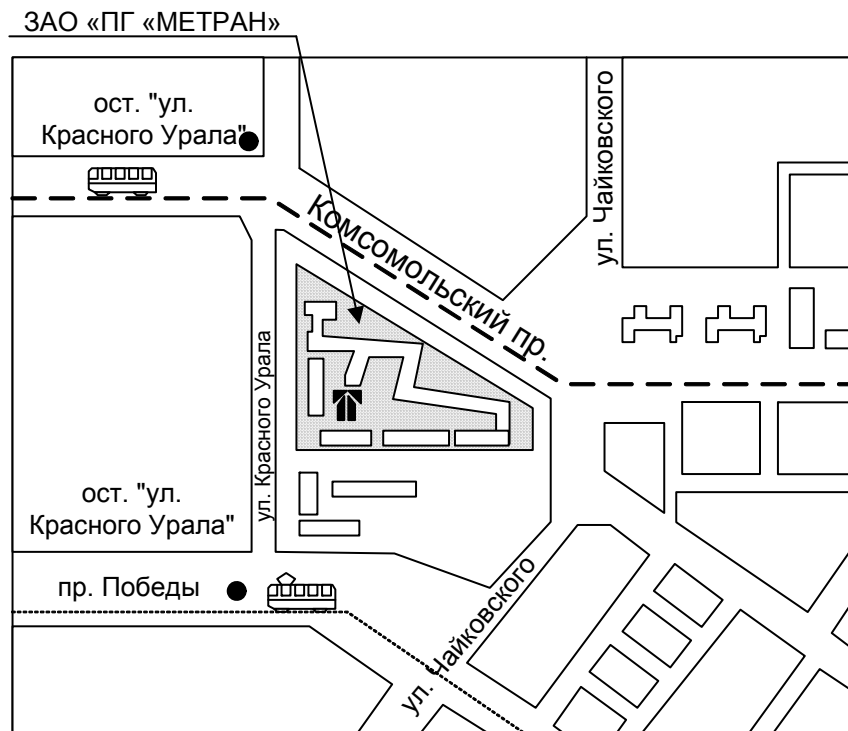 ЗАО «ПГ «МЕТРАН»
ост. "ул.
Красного Урала"
ул. Чайковского
Комсомольский пр.
ул. Красного Урала
ост. "ул.
Красного Урала"
пр. Победы
ул. Чайковского